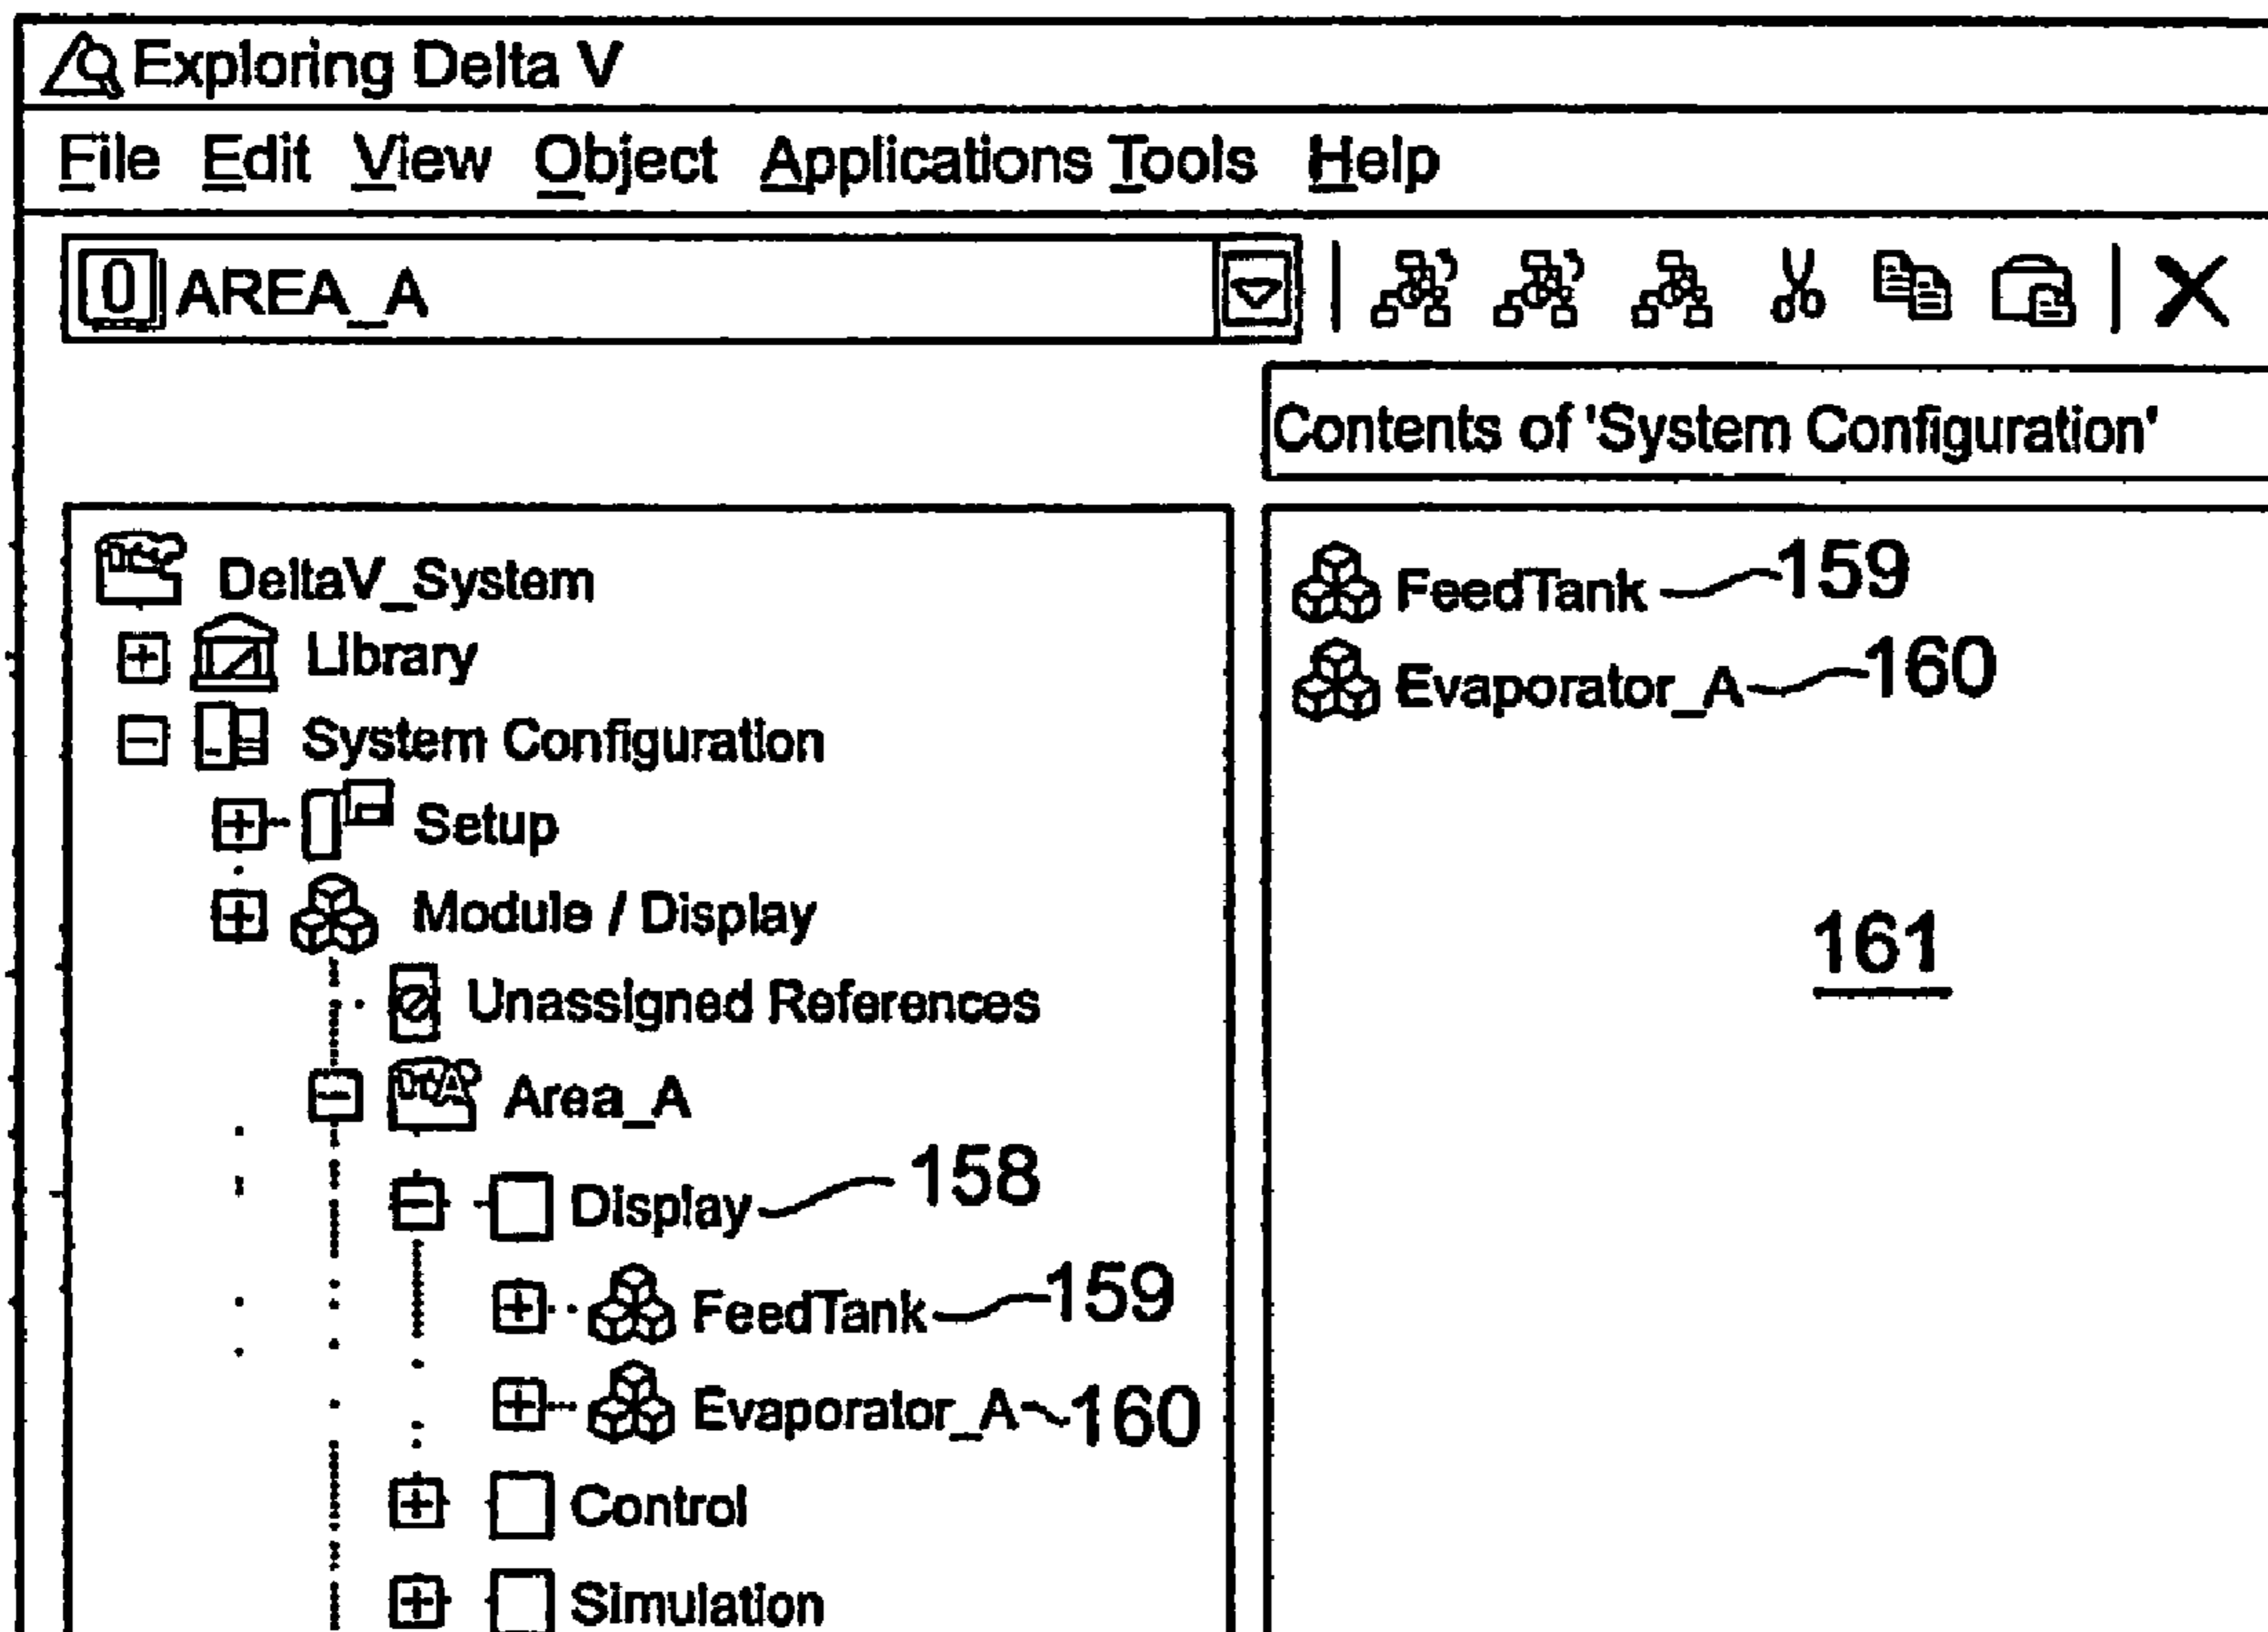 Exploring Delta V
File Edit View Object Applications Tools Help
0 AREA_A
Contents of 'System Configuration'
DeltaV_System
Library
System Configuration
Setup
Module / Display
Unassigned References
Area_A
Display 158
FeedTank 159
Evaporator_A 160
Control
Simulation
FeedTank 159
Evaporator_A 160
161